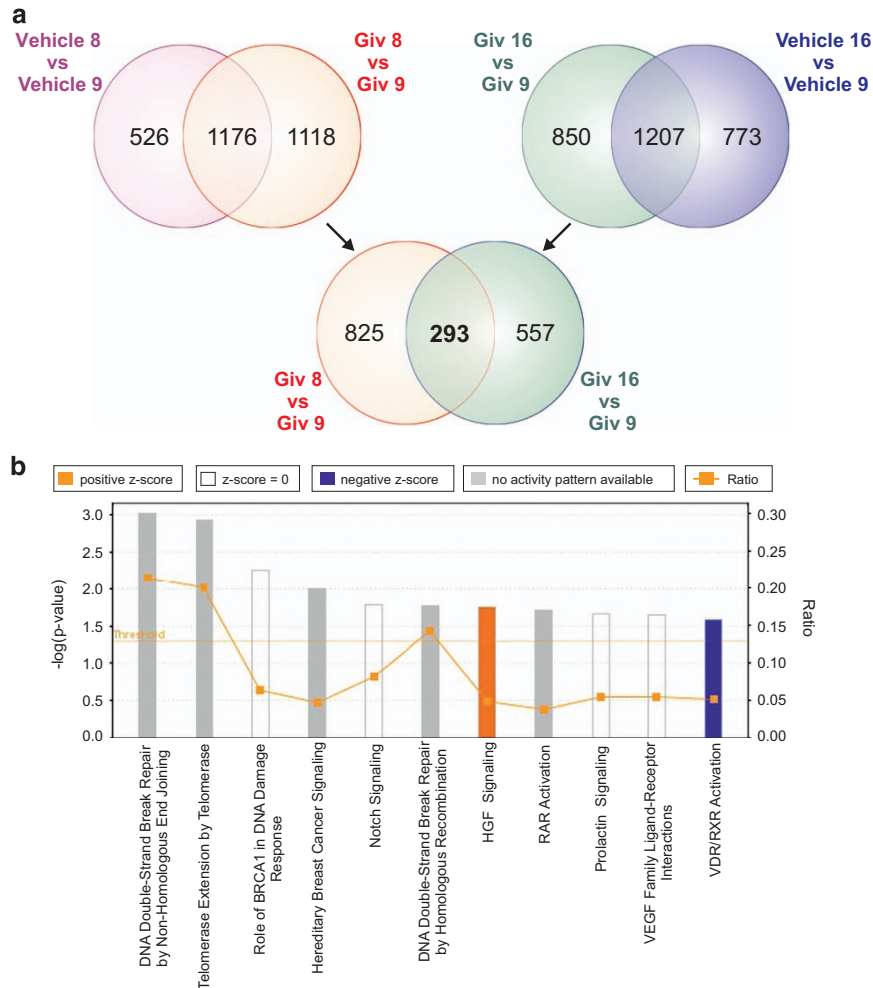 a
Vehicle 8
vs
Vehicle 9
Giv 8
vs
Giv 9
Giv 16
vs
Giv 9
Vehicle 16
vs
Vehicle 9
526
1176
1118
850
1207
773
825
293
557
Giv 8
vs
Giv 9
Giv 16
vs
Giv 9
b
positive z-score
z-score = 0
negative z-score
no activity pattern available
Ratio
-log(p-value)
3.0
2.5
2.0
1.5
1.0
0.5
0.0
Threshold
0.30
0.25
0.20
0.15
0.10
0.05
0.00
Ratio
DNA Double-Strand Break Repair
by Non-Homologous End Joining
Telomerase Extension by Telomerase
Role of BRCA1 in DNA Damage
Response
Hereditary Breast Cancer Signaling
Notch Signaling
DNA Double-Strand Break Repair
by Homologous Recombination
HGF Signaling
RAR Activation
Prolactin Signaling
VEGF Family Ligand-Receptor
Interactions
VDR/RXR Activation